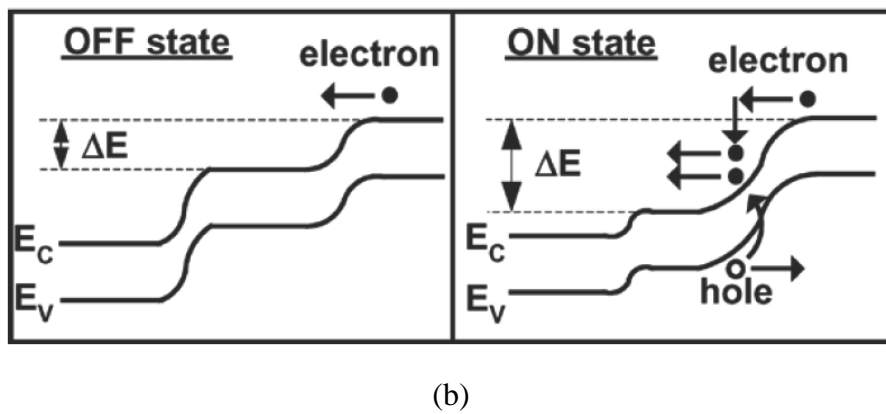 OFF state
electron
ΔE
E_C
E_V
ON state
electron
ΔE
E_C
E_V
hole
(b)